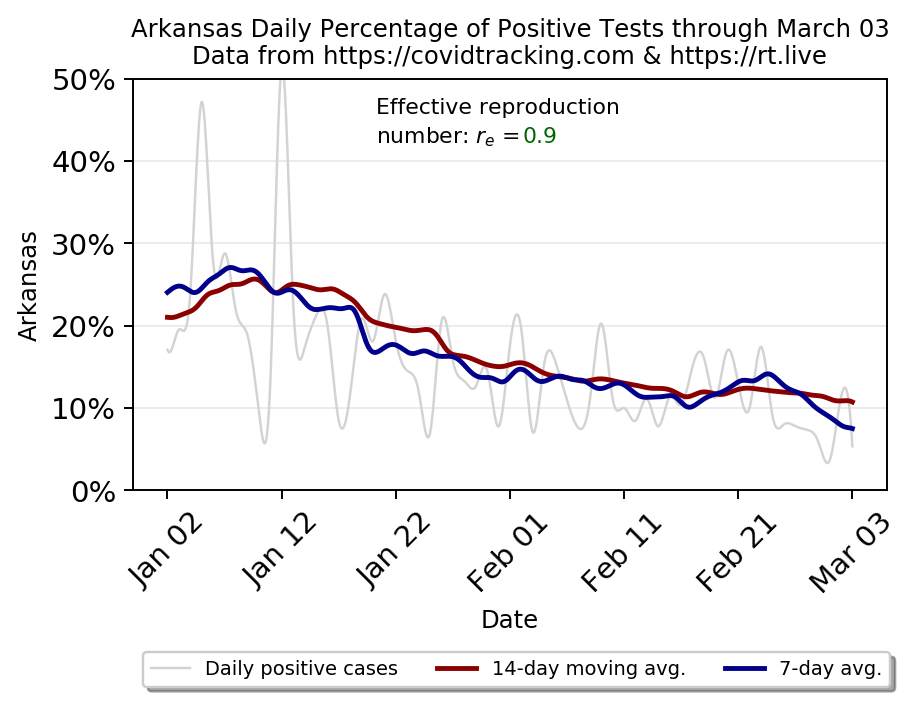 Arkansas Daily Percentage of Positive Tests through March 03
Data from https://covidtracking.com & https://rt.live
Effective reproduction
number: rₑ =0.9
50%
40%
30%
20%
10%
0%
Arkansas
Jan 02
Jan 12
Jan 22
Feb 01
Feb 11
Feb 21
Mar 03
Date
Daily positive cases
14-day moving avg.
7-day avg.